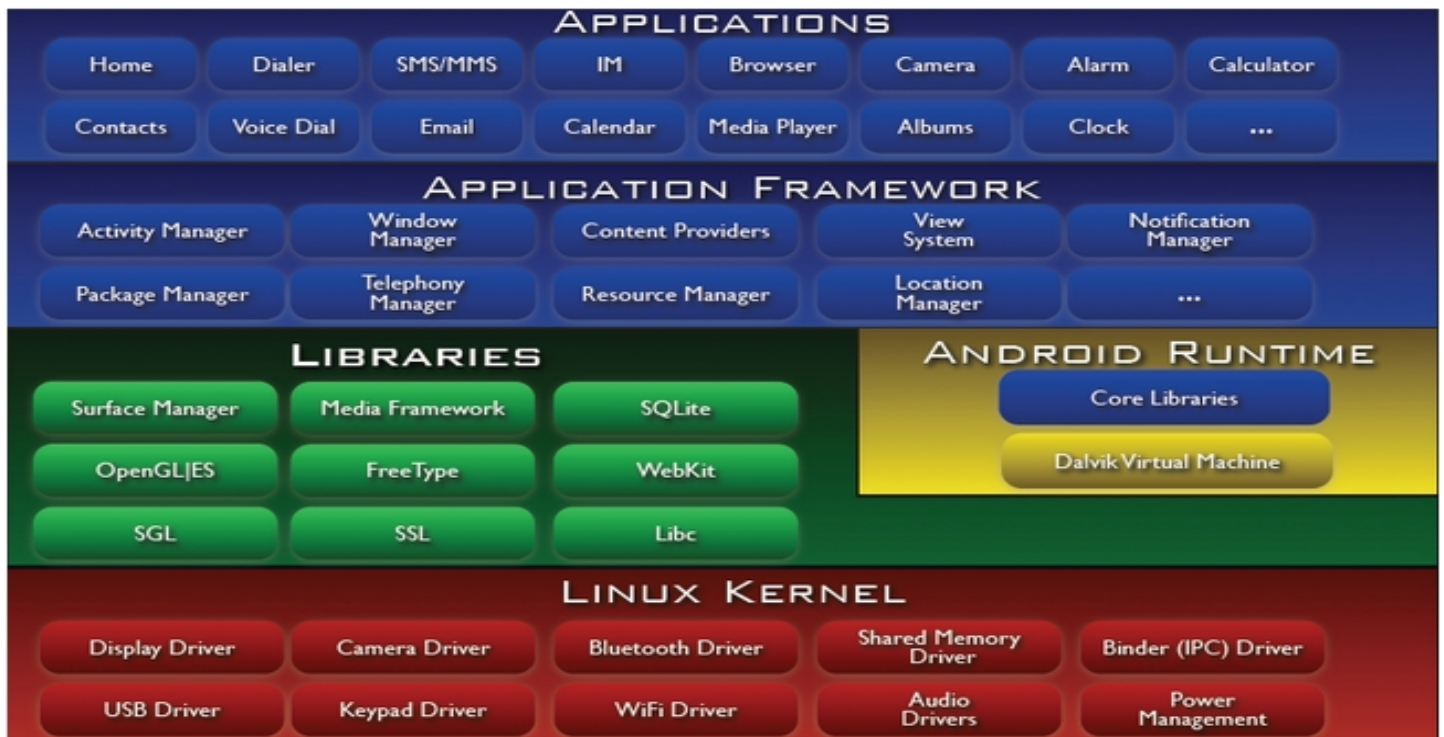 APPLICATIONS
Home Dialer SMS/MMS IM Browser Camera Alarm Calculator
Contacts Voice Dial Email Calendar Media Player Albums Clock ...
APPLICATION FRAMEWORK
Activity Manager
Window
Manager
Content Providers
View
System
Notification
Manager
Package Manager
Telephony
Manager
Resource Manager
Location
Manager
...
LIBRARIES
Surface Manager Media Framework SQLite
OpenGL|ES FreeType WebKit
SGL SSL Libc
ANDROID RUNTIME
Core Libraries
Dalvik Virtual Machine
LINUX KERNEL
Display Driver
Camera Driver
Bluetooth Driver
Shared Memory
Driver
Binder (IPC) Driver
USB Driver
Keypad Driver
WiFi Driver
Audio
Drivers
Power
Management